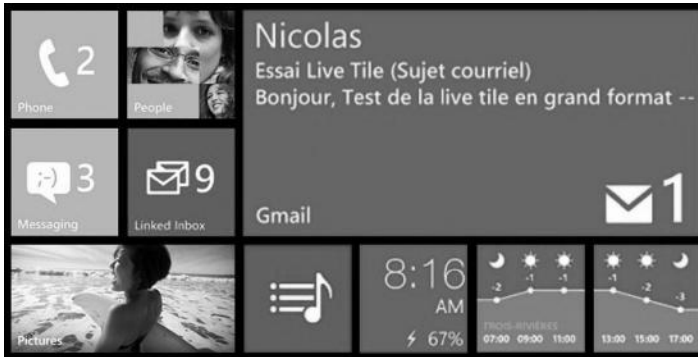 2
Phone
People
Nicolas
Essai Live Tile (Sujet courriel)
Bonjour, Test de la live tile en grand format --
;-) 3
Messaging
9
Linked Inbox
Gmail
1
Pictures
8:16
AM
67%
-2 -1 -1
TROIS-RIVIÈRES
07:00 09:00 11:00
-1 -2 -3
13:00 15:00 17:00